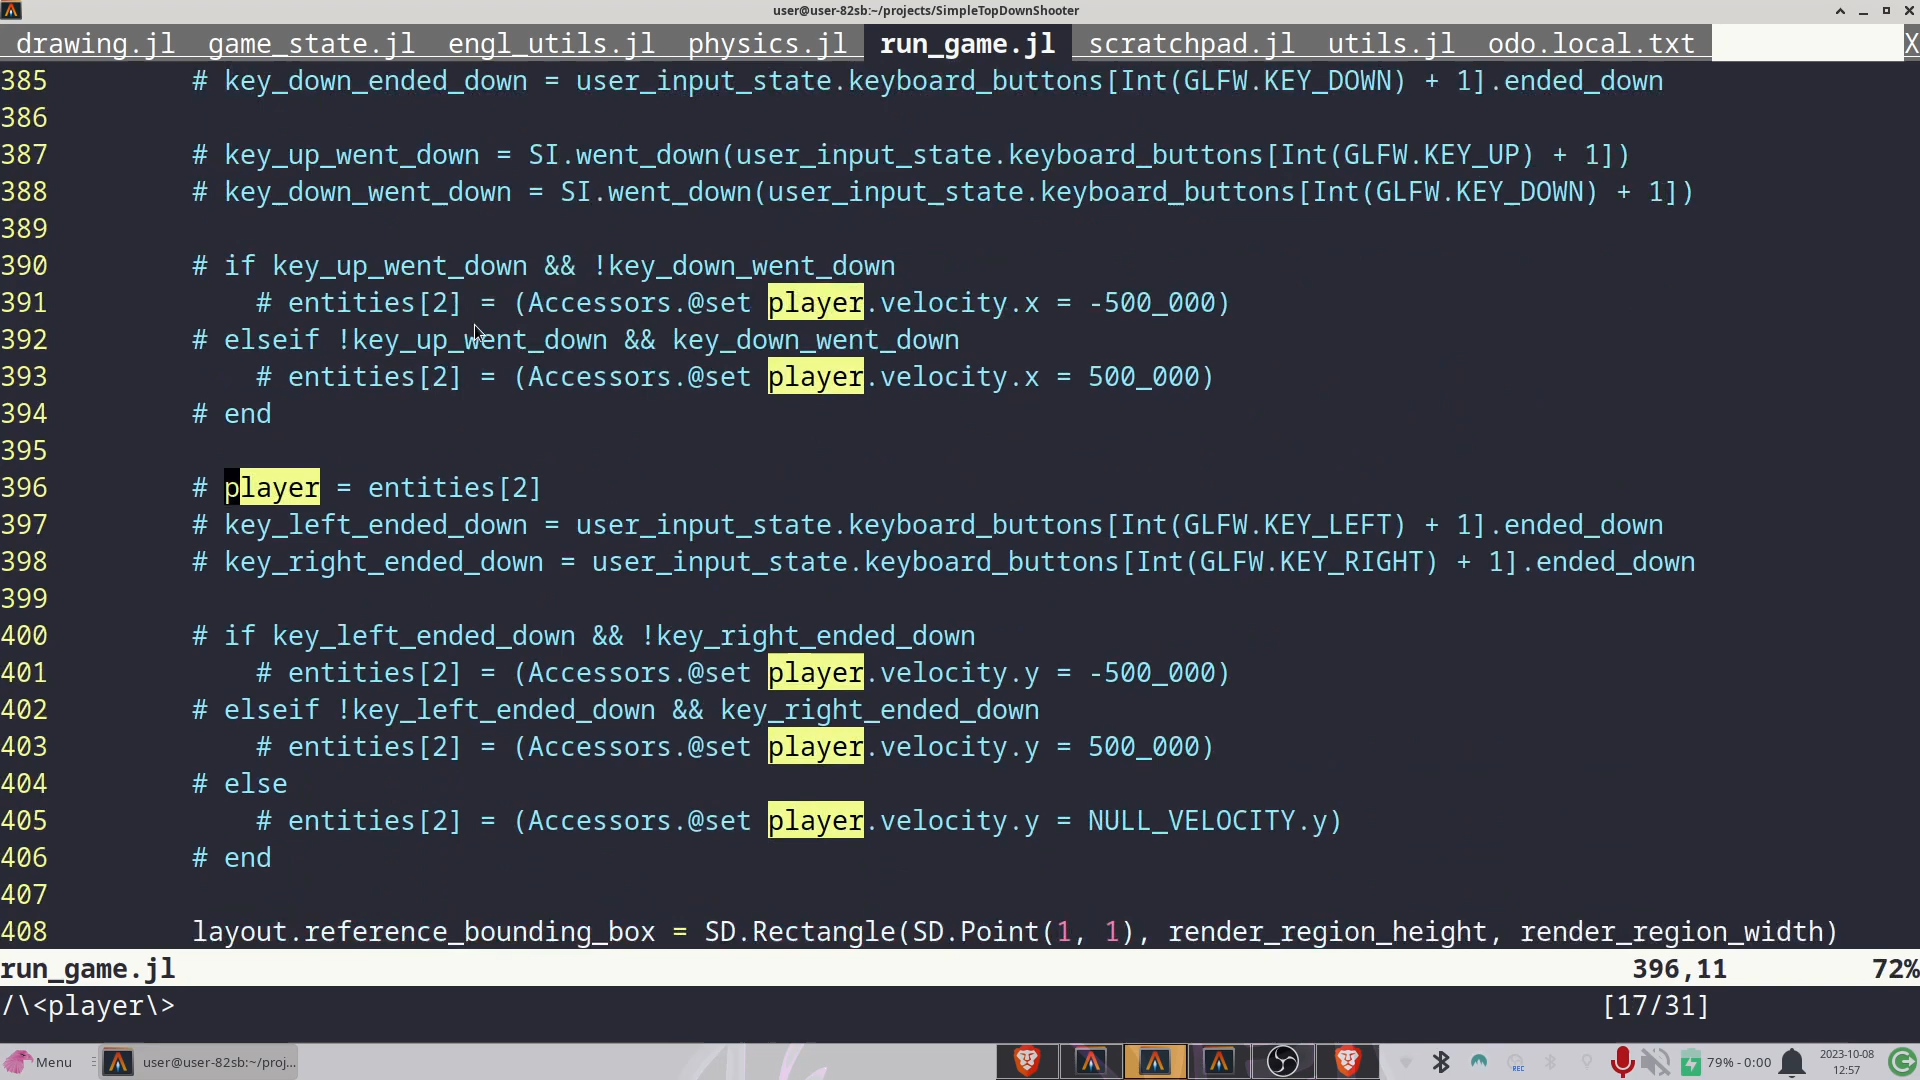 user@user-82sb:~/projects/SimpleTopDownShooter
drawing.jl game_state.jl engl_utils.jl physics.jl run_game.jl scratchpad.jl utils.jl odo.local.txt X
385 # key_down_ended_down = user_input_state.keyboard_buttons[Int(GLFW.KEY_DOWN) + 1].ended_down
386
387 # key_up_went_down = SI.went_down(user_input_state.keyboard_buttons[Int(GLFW.KEY_UP) + 1])
388 # key_down_went_down = SI.went_down(user_input_state.keyboard_buttons[Int(GLFW.KEY_DOWN) + 1])
389
390 # if key_up_went_down && !key_down_went_down
391 # entities[2] = (Accessors.@set player.velocity.x = -500_000)
392 # elseif !key_up_went_down && key_down_went_down
393 # entities[2] = (Accessors.@set player.velocity.x = 500_000)
394 # end
395
396 # player = entities[2]
397 # key_left_ended_down = user_input_state.keyboard_buttons[Int(GLFW.KEY_LEFT) + 1].ended_down
398 # key_right_ended_down = user_input_state.keyboard_buttons[Int(GLFW.KEY_RIGHT) + 1].ended_down
399
400 # if key_left_ended_down && !key_right_ended_down
401 # entities[2] = (Accessors.@set player.velocity.y = -500_000)
402 # elseif !key_left_ended_down && key_right_ended_down
403 # entities[2] = (Accessors.@set player.velocity.y = 500_000)
404 # else
405 # entities[2] = (Accessors.@set player.velocity.y = NULL_VELOCITY.y)
406 # end
407
408 layout.reference_bounding_box = SD.Rectangle(SD.Point(1, 1), render_region_height, render_region_width)
run_game.jl 396,11 72%
/\<player\> [17/31]
Menu user@user-82sb:~/proj... REC 79% - 0:00 2023-10-08
12:57